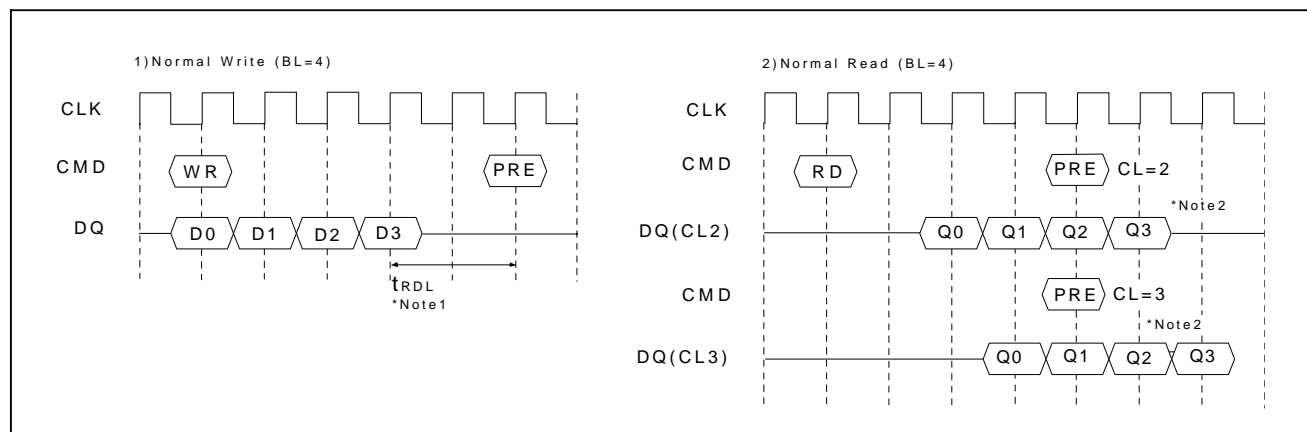 1)Normal Write (BL=4)
CLK
CMD WR PRE
DQ D0 D1 D2 D3
tRDL
*Note1
2)Normal Read (BL=4)
CLK
CMD RD PRE CL=2
*Note2
DQ(CL2) Q0 Q1 Q2 Q3
CMD PRE CL=3
*Note2
DQ(CL3) Q0 Q1 Q2 Q3